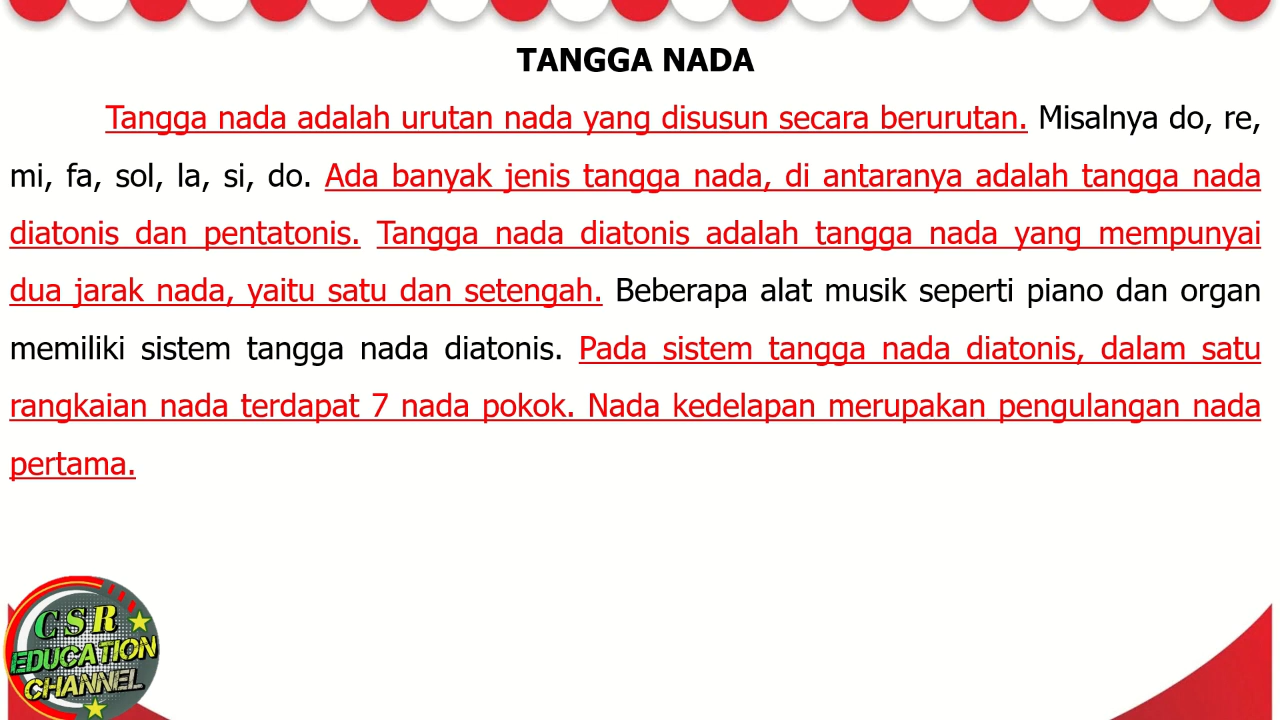 TANGGA NADA
Tangga nada adalah urutan nada yang disusun secara berurutan. Misalnya do, re,
mi, fa, sol, la, si, do. Ada banyak jenis tangga nada, di antaranya adalah tangga nada
diatonis dan pentatonis. Tangga nada diatonis adalah tangga nada yang mempunyai
dua jarak nada, yaitu satu dan setengah. Beberapa alat musik seperti piano dan organ
memiliki sistem tangga nada diatonis. Pada sistem tangga nada diatonis, dalam satu
rangkaian nada terdapat 7 nada pokok. Nada kedelapan merupakan pengulangan nada
pertama.
CSR
EDUCATION
CHANNEL